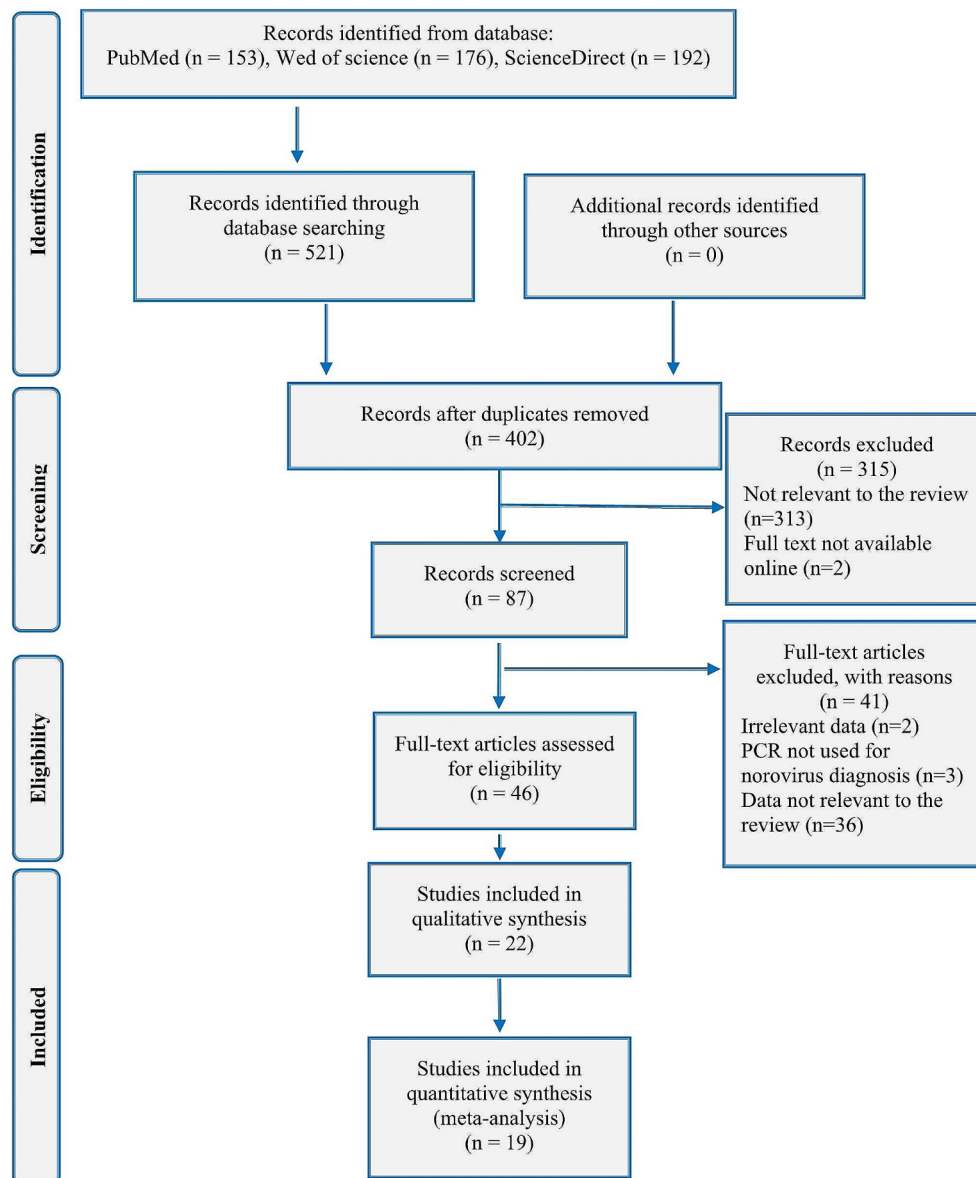 Identification
Records identified from database:
PubMed (n = 153), Wed of science (n = 176), ScienceDirect (n = 192)
Records identified through
database searching
(n = 521)
Additional records identified
through other sources
(n = 0)
Screening
Records after duplicates removed
(n = 402)
Records excluded
(n = 315)
Not relevant to the review
(n=313)
Full text not available
online (n=2)
Records screened
(n = 87)
Eligibility
Full-text articles
excluded, with reasons
(n = 41)
Irrelevant data (n=2)
PCR not used for
norovirus diagnosis (n=3)
Data not relevant to the
review (n=36)
Full-text articles assessed
for eligibility
(n = 46)
Included
Studies included in
qualitative synthesis
(n = 22)
Studies included in
quantitative synthesis
(meta-analysis)
(n = 19)